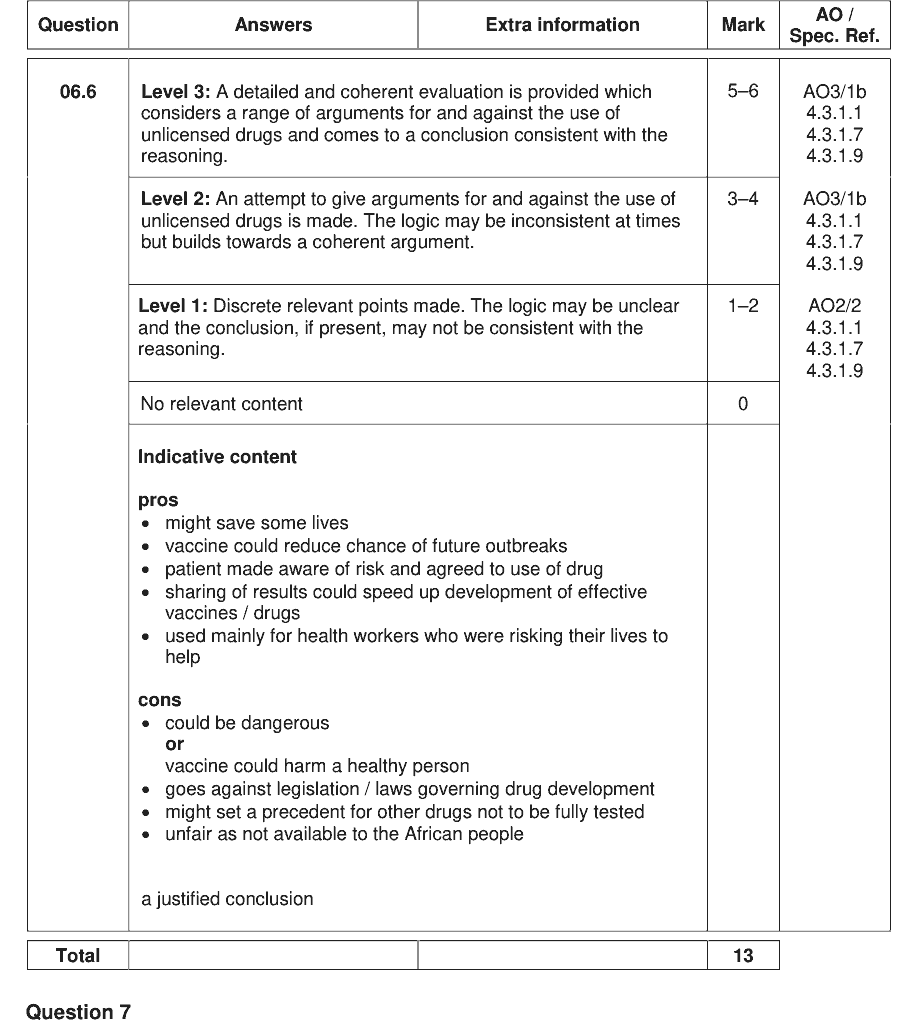 Question Answers Extra information Mark AO /
Spec. Ref.
06.6 Level 3: A detailed and coherent evaluation is provided which 5–6 AO3/1b
considers a range of arguments for and against the use of 4.3.1.1
unlicensed drugs and comes to a conclusion consistent with the 4.3.1.7
reasoning. 4.3.1.9
Level 2: An attempt to give arguments for and against the use of 3–4 AO3/1b
unlicensed drugs is made. The logic may be inconsistent at times 4.3.1.1
but builds towards a coherent argument. 4.3.1.7
4.3.1.9
Level 1: Discrete relevant points made. The logic may be unclear 1–2 AO2/2
and the conclusion, if present, may not be consistent with the 4.3.1.1
reasoning. 4.3.1.7
4.3.1.9
No relevant content 0
Indicative content
pros
• might save some lives
• vaccine could reduce chance of future outbreaks
• patient made aware of risk and agreed to use of drug
• sharing of results could speed up development of effective
vaccines / drugs
• used mainly for health workers who were risking their lives to
help
cons
• could be dangerous
or
vaccine could harm a healthy person
• goes against legislation / laws governing drug development
• might set a precedent for other drugs not to be fully tested
• unfair as not available to the African people
a justified conclusion
Total 13
Question 7